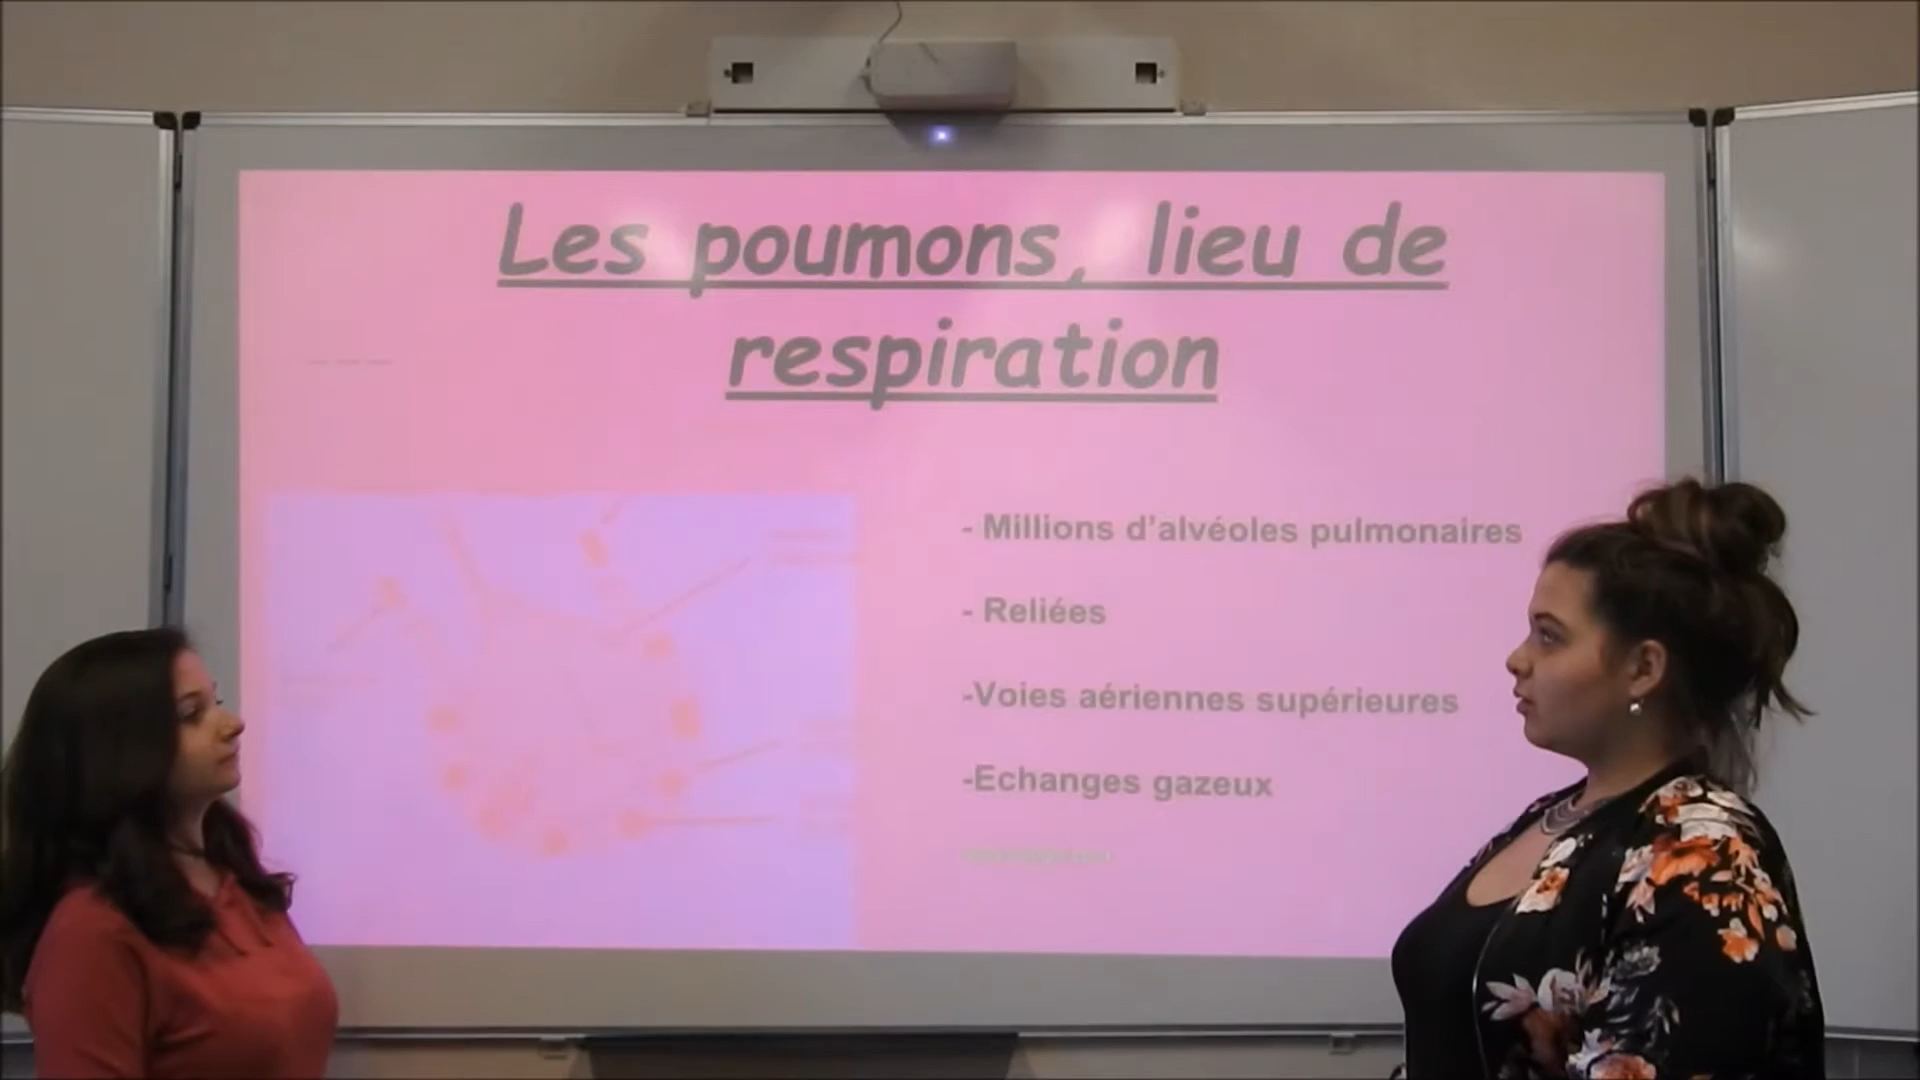 Les poumons, lieu de
respiration
- Millions d'alvéoles pulmonaires
- Reliées
-Voies aériennes supérieures
-Echanges gazeux